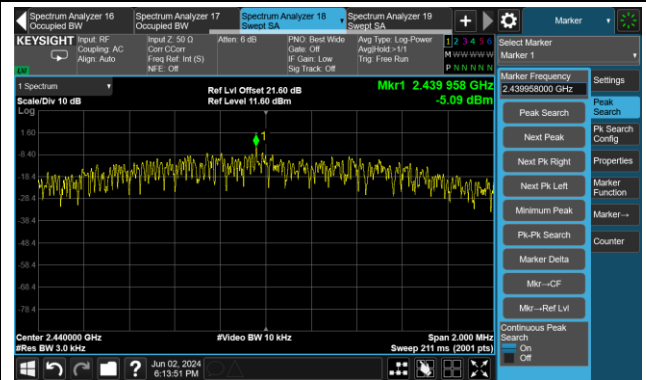 Spectrum Analyzer 16
Occupied BW
Spectrum Analyzer 17
Occupied BW
Spectrum Analyzer 18
Swept SA
Spectrum Analyzer 19
Swept SA
+
Marker
KEYSIGHT
Input: RF
Coupling: AC
Align: Auto
Input Z: 50 Ω
Corr CCorr
Freq Ref: Int (S)
NFE: Off
Atten: 6 dB
PNO: Best Wide
Gate: Off
IF Gain: Low
Sig Track: Off
Avg Type: Log-Power
Avg|Hold:>1/1
Trig: Free Run
1 2 3 4 5 6
M W W W W W
P N N N N N
LXI
Select Marker
Marker 1
1 Spectrum
Scale/Div 10 dB
Log
Ref Lvl Offset 21.60 dB
Ref Level 11.60 dBm
Mkr1 2.439 958 GHz
-5.09 dBm
1
1.60
-8.40
-18.4
-28.4
-38.4
-48.4
-58.4
-68.4
-78.4
Center 2.440000 GHz
#Res BW 3.0 kHz
#Video BW 10 kHz
Span 2.000 MHz
Sweep 211 ms (2001 pts)
Marker Frequency
2.439958000 GHz
Peak Search
Next Peak
Next Pk Right
Next Pk Left
Minimum Peak
Pk-Pk Search
Marker Delta
Mkr→CF
Mkr→Ref Lvl
Continuous Peak
Search
On
Off
Settings
Peak
Search
Pk Search
Config
Properties
Marker
Function
Marker→
Counter
?
Jun 02, 2024
6:13:51 PM